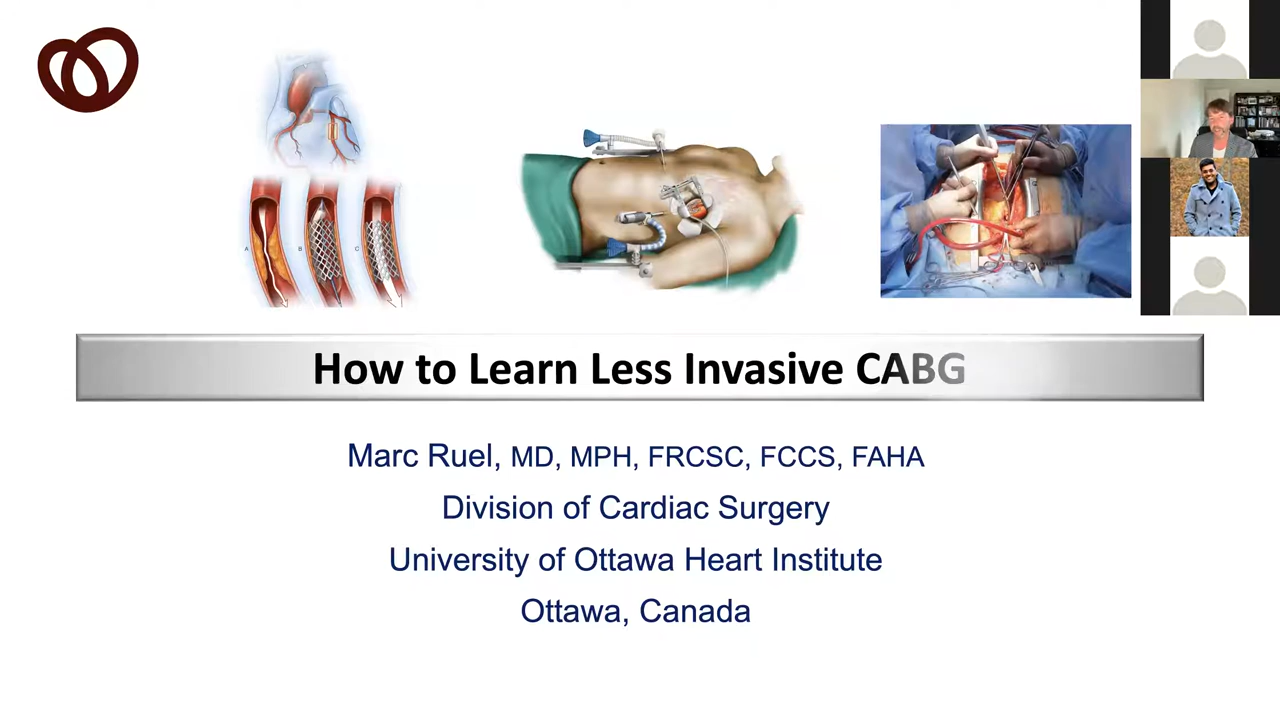 A
B
C
How to Learn Less Invasive CABG
Marc Ruel, MD, MPH, FRCSC, FCCS, FAHA
Division of Cardiac Surgery
University of Ottawa Heart Institute
Ottawa, Canada